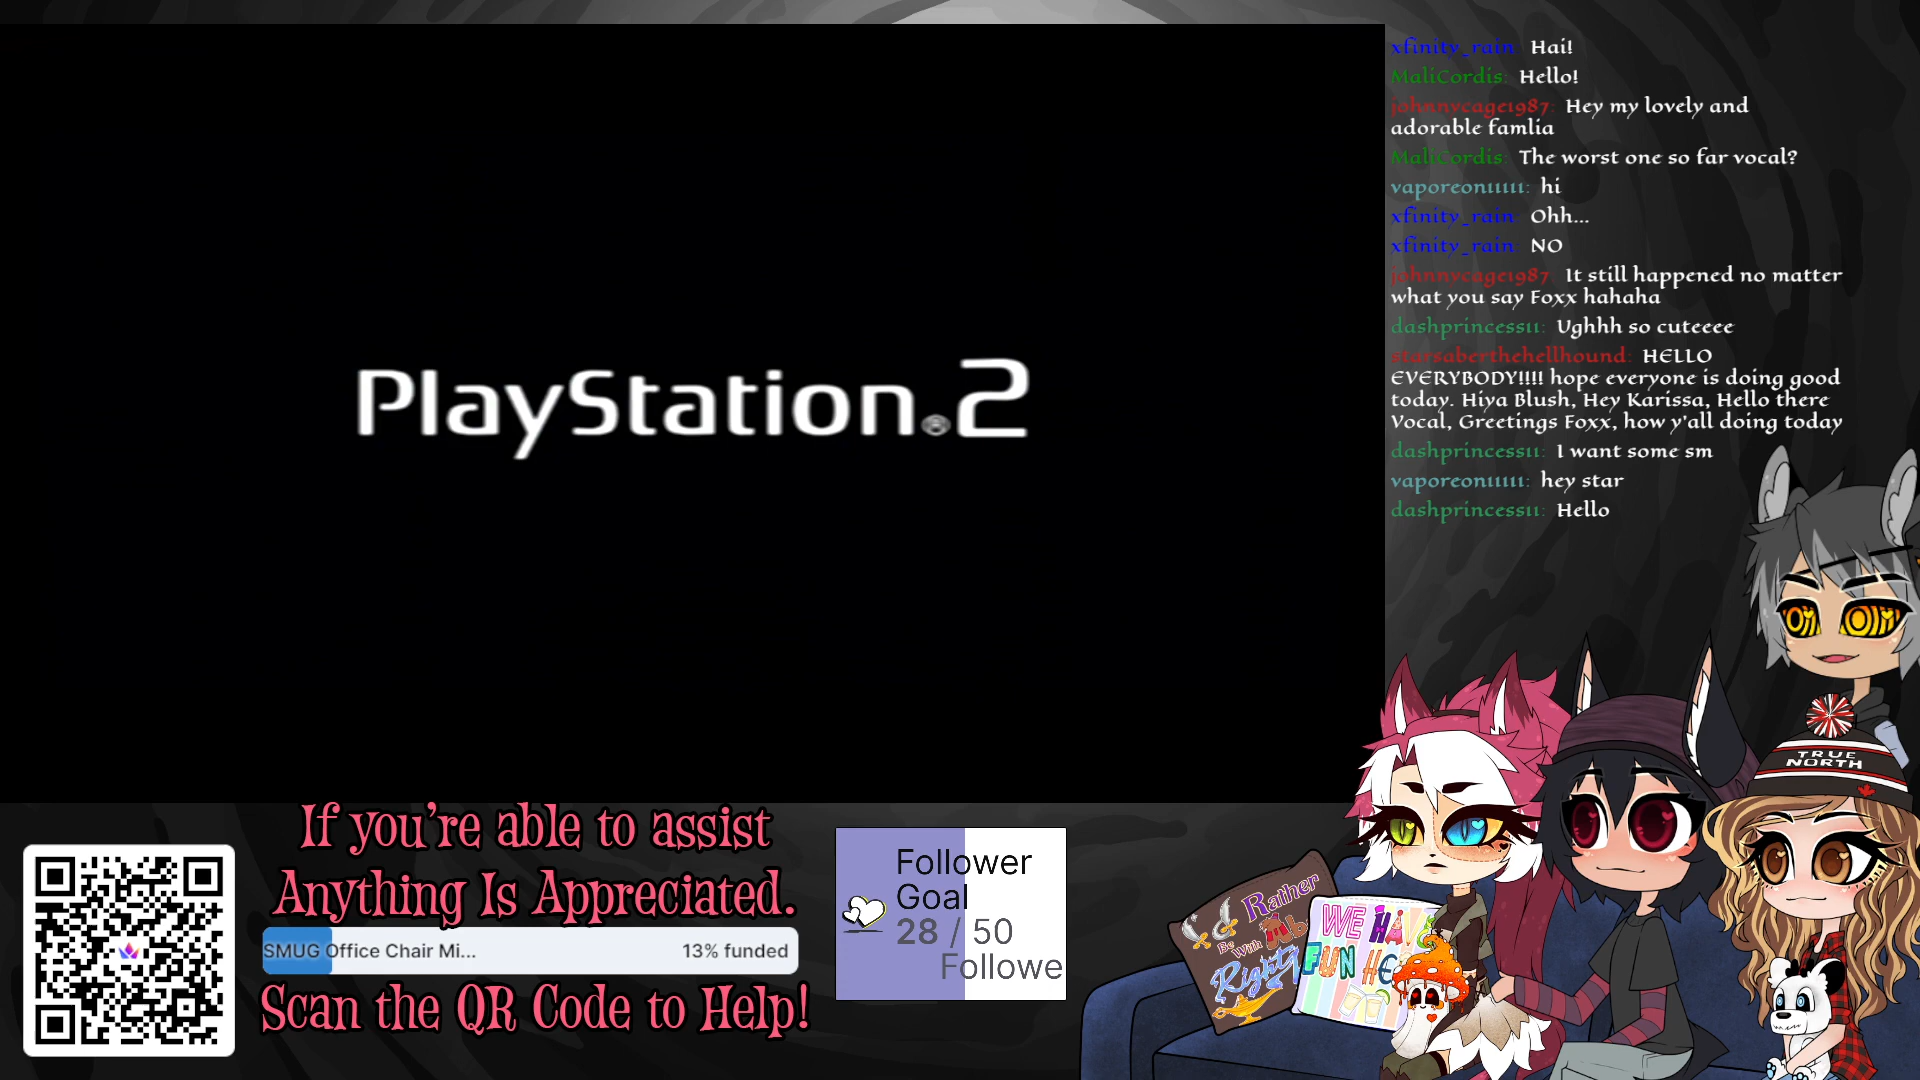 PlayStation®2
xfinity_rain: Hai!
MaliCordis: Hello!
johnnycage1987: Hey my lovely and
adorable famlia
MaliCordis: The worst one so far vocal?
vaporeon11111: hi
xfinity_rain: Ohh...
xfinity_rain: NO
johnnycage1987: It still happened no matter
what you say Foxx hahaha
dashprincess11: Ughhh so cuteeee
starsaberthehellhound: HELLO
EVERYBODY!!!! hope everyone is doing good
today. Hiya Blush, Hey Karissa, Hello there
Vocal, Greetings Foxx, how y'all doing today
dashprincess11: I want some sm
vaporeon11111: hey star
dashprincess11: Hello
TRUE
NORTH
If you're able to assist
Anything Is Appreciated.
SMUG Office Chair Mi... 13% funded
Scan the QR Code to Help!
Follower
Goal
28 / 50
Followe
Rather
Be With Ab
Right
WE HAV
FUN HE